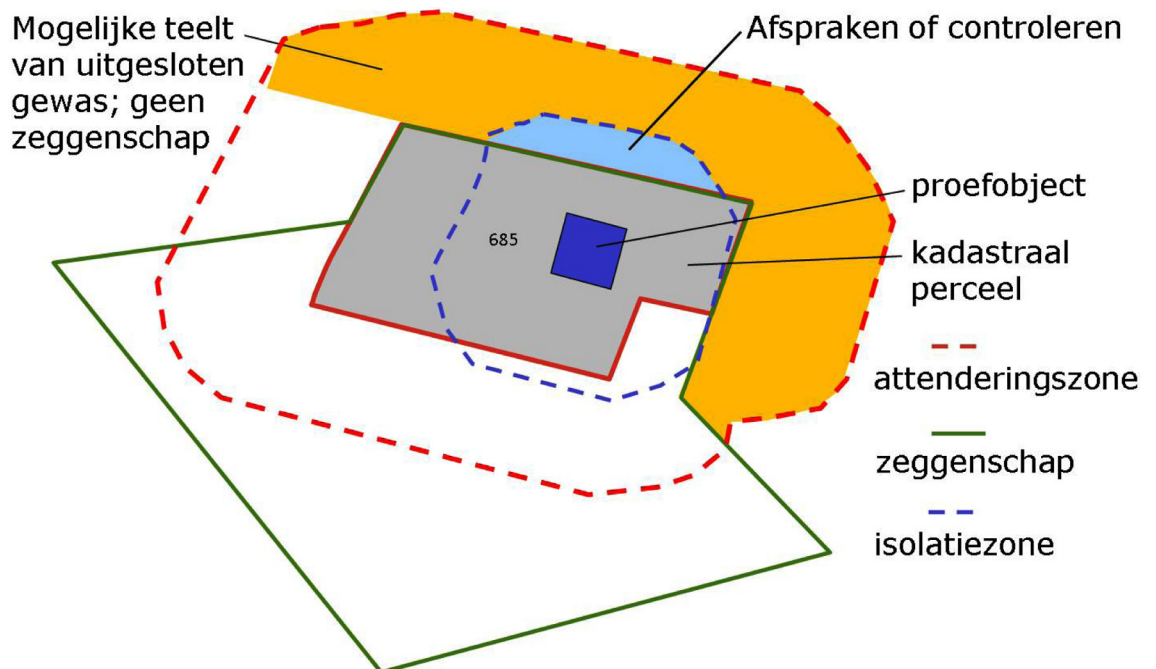 Mogelijke teelt
van uitgesloten
gewas; geen
zeggenschap
Afspraken of controleren
proefobject
685
kadastraal
perceel
attenderingszone
zeggenschap
isolatiezone